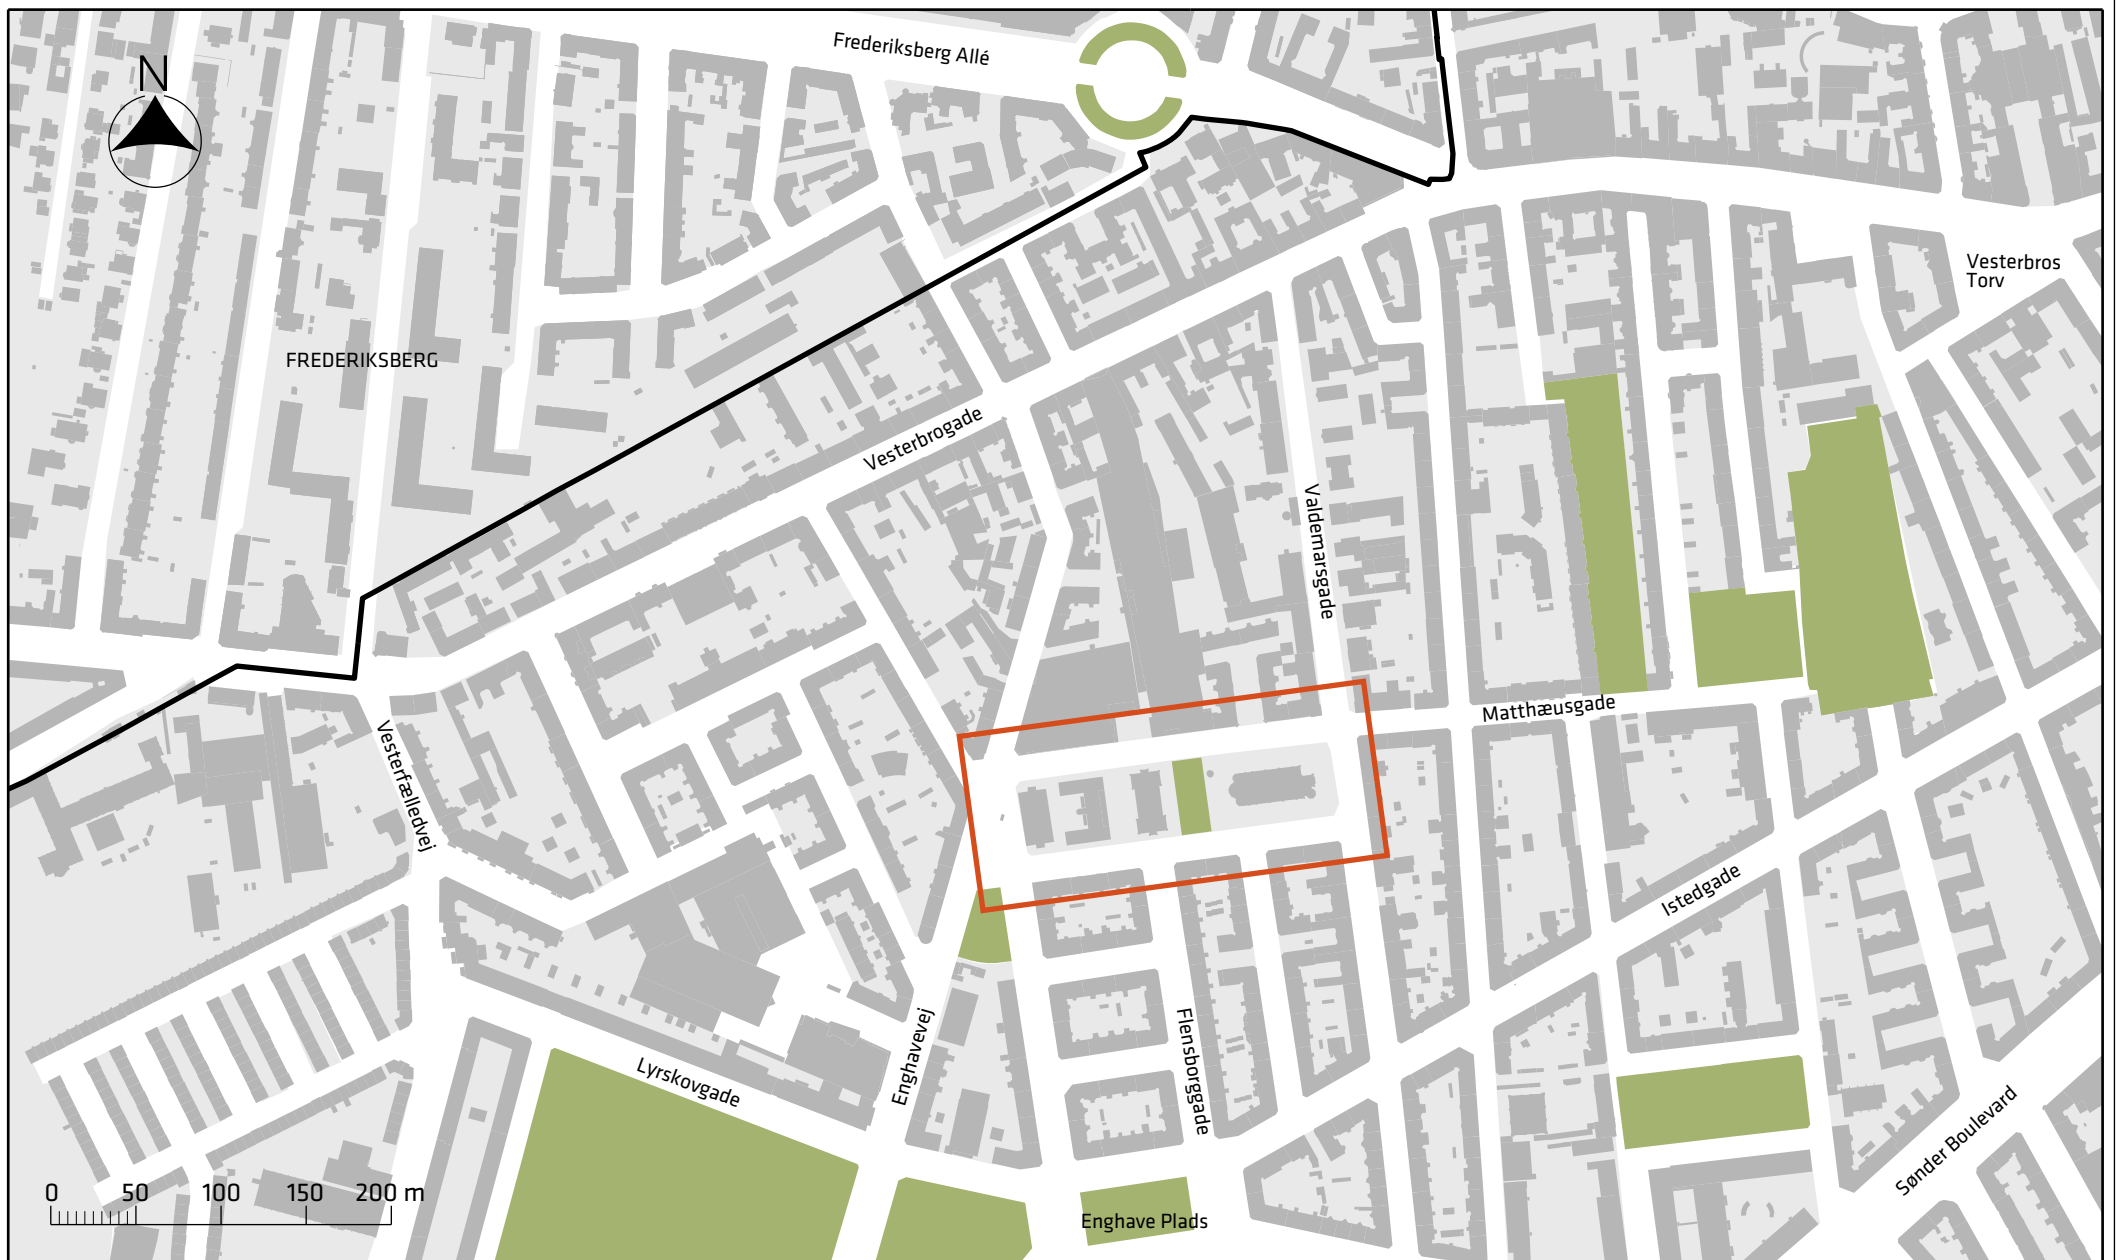 Frederiksberg Allé
N
Vesterbros
Torv
FREDERIKSBERG
Vesterbrogade
Valdemarsgade
Matthæusgade
Vesterfælledvej
Istedgade
Enghavevej
Flensborggade
Lyrskovgade
Sønder Boulevard
0 50 100 150 200 m
Enghave Plads